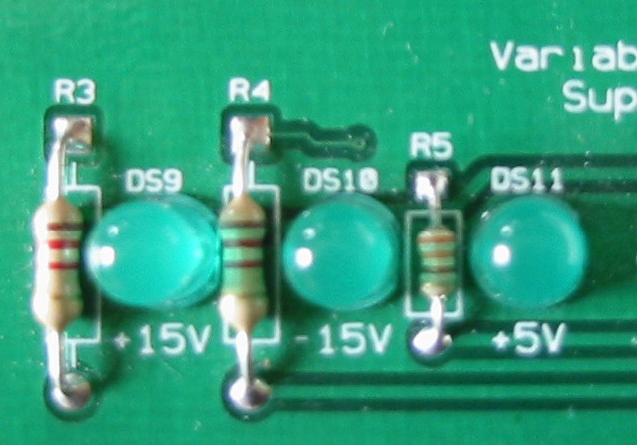 Variab
Sup
R3
R4
R5
DS9
DS10
DS11
+15V
-15V
+5V